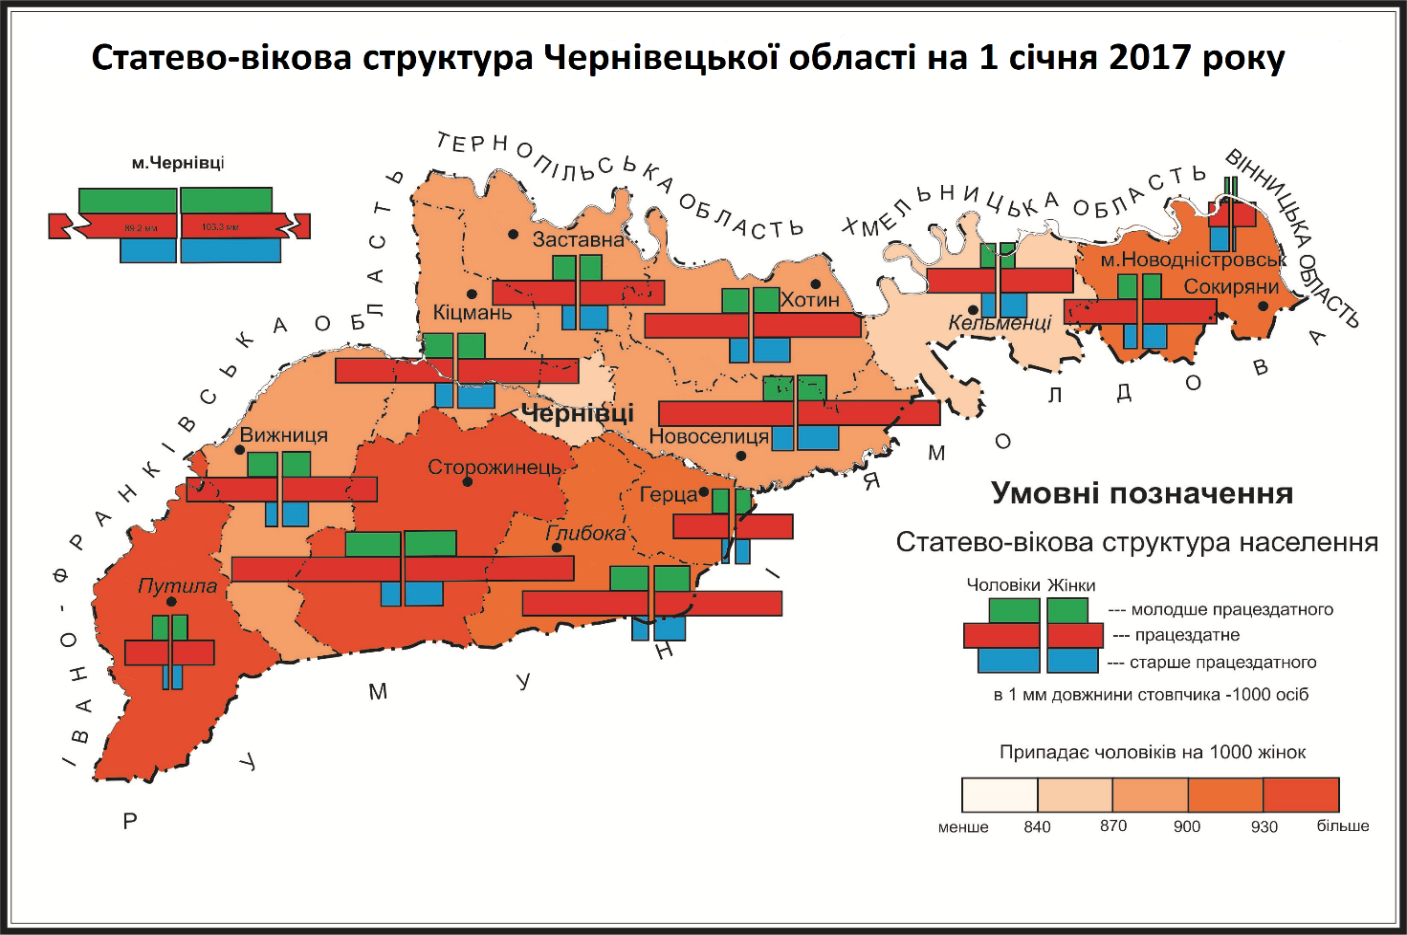 Статево-вікова структура Чернівецької області на 1 січня 2017 року
м.Чернівці
89.2 мм 103.3 мм
ТЕРНОПІЛЬСЬКА ОБЛАСТЬ
ХМЕЛЬНИЦЬКА ОБЛАСТЬ
ВІННИЦЬКА ОБЛАСТЬ
ІВАНО-ФРАНКІВСЬКА ОБЛАСТЬ
Заставна
м.Новодністровськ
Сокиряни
Хотин
Кіцмань
Кельменці
Чернівці
Вижниця
Новоселиця
Сторожинець
Герца
Глибока
Путила
РУМУНІЯ
МОЛДОВА
Умовні позначення
Статево-вікова структура населення
Чоловіки Жінки
--- молодше працездатного
--- працездатне
--- старше працездатного
в 1 мм довжнини стовпчика -1000 осіб
Припадає чоловіків на 1000 жінок
менше 840 870 900 930 більше